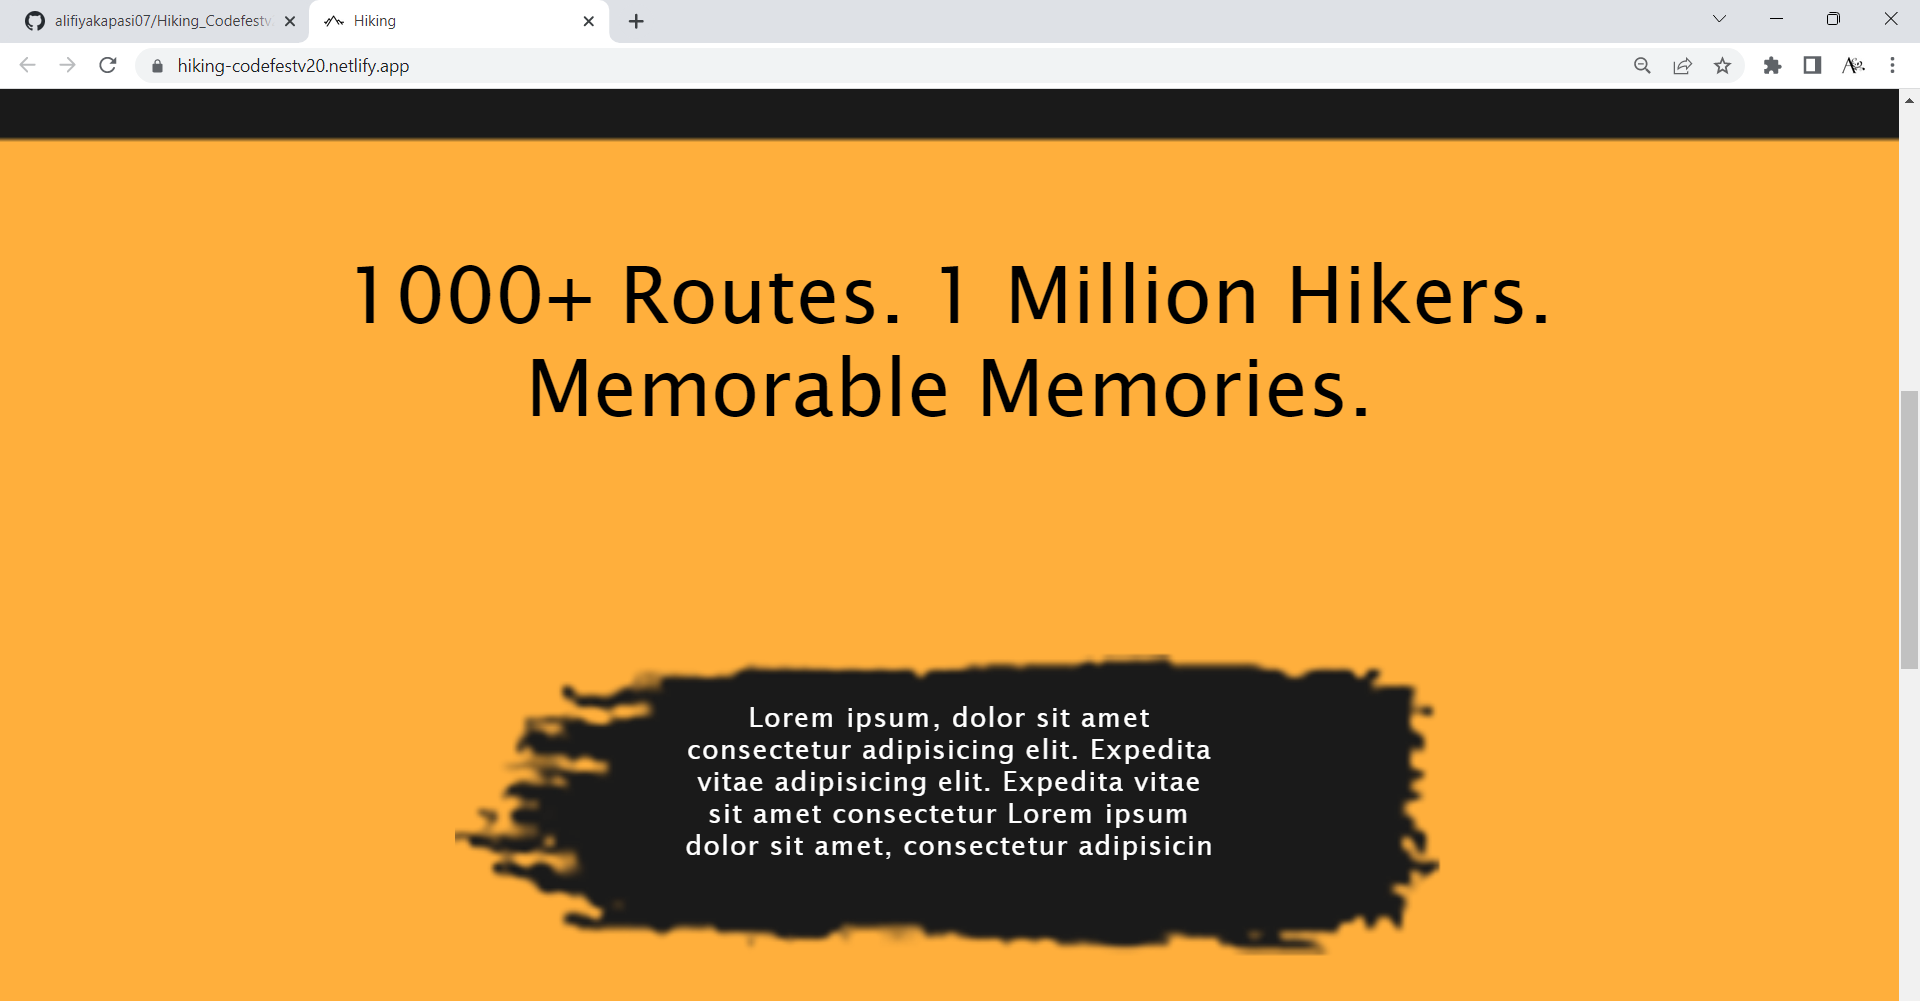 alifiyakapasi07/Hiking_Codefestv
Hiking
hiking-codefestv20.netlify.app
1000+ Routes. 1 Million Hikers.
Memorable Memories.
Lorem ipsum, dolor sit amet
consectetur adipisicing elit. Expedita
vitae adipisicing elit. Expedita vitae
sit amet consectetur Lorem ipsum
dolor sit amet, consectetur adipisicin